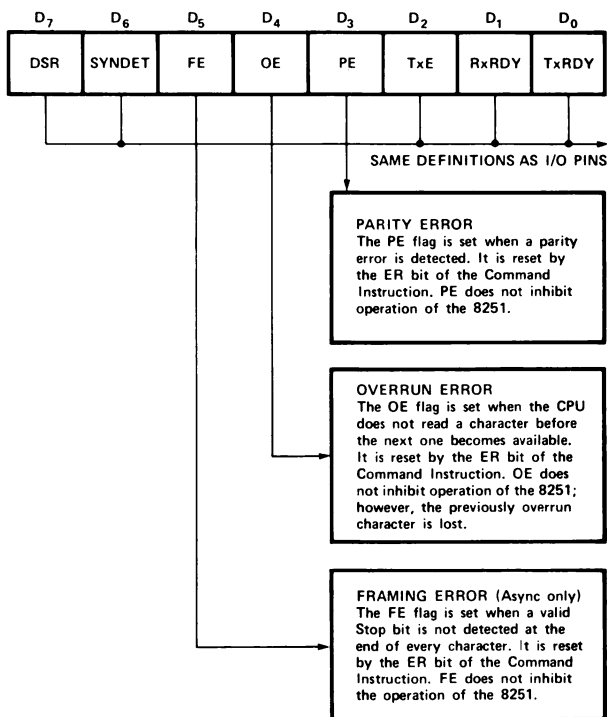 D7 D6 D5 D4 D3 D2 D1 D0
DSR SYNDET FE OE PE TxE RxRDY TxRDY
SAME DEFINITIONS AS I/O PINS
PARITY ERROR
The PE flag is set when a parity
error is detected. It is reset by
the ER bit of the Command
Instruction. PE does not inhibit
operation of the 8251.
OVERRUN ERROR
The OE flag is set when the CPU
does not read a character before
the next one becomes available.
It is reset by the ER bit of the
Command Instruction. OE does
not inhibit operation of the 8251;
however, the previously overrun
character is lost.
FRAMING ERROR (Async only)
The FE flag is set when a valid
Stop bit is not detected at the
end of every character. It is reset
by the ER bit of the Command
Instruction. FE does not inhibit
the operation of the 8251.